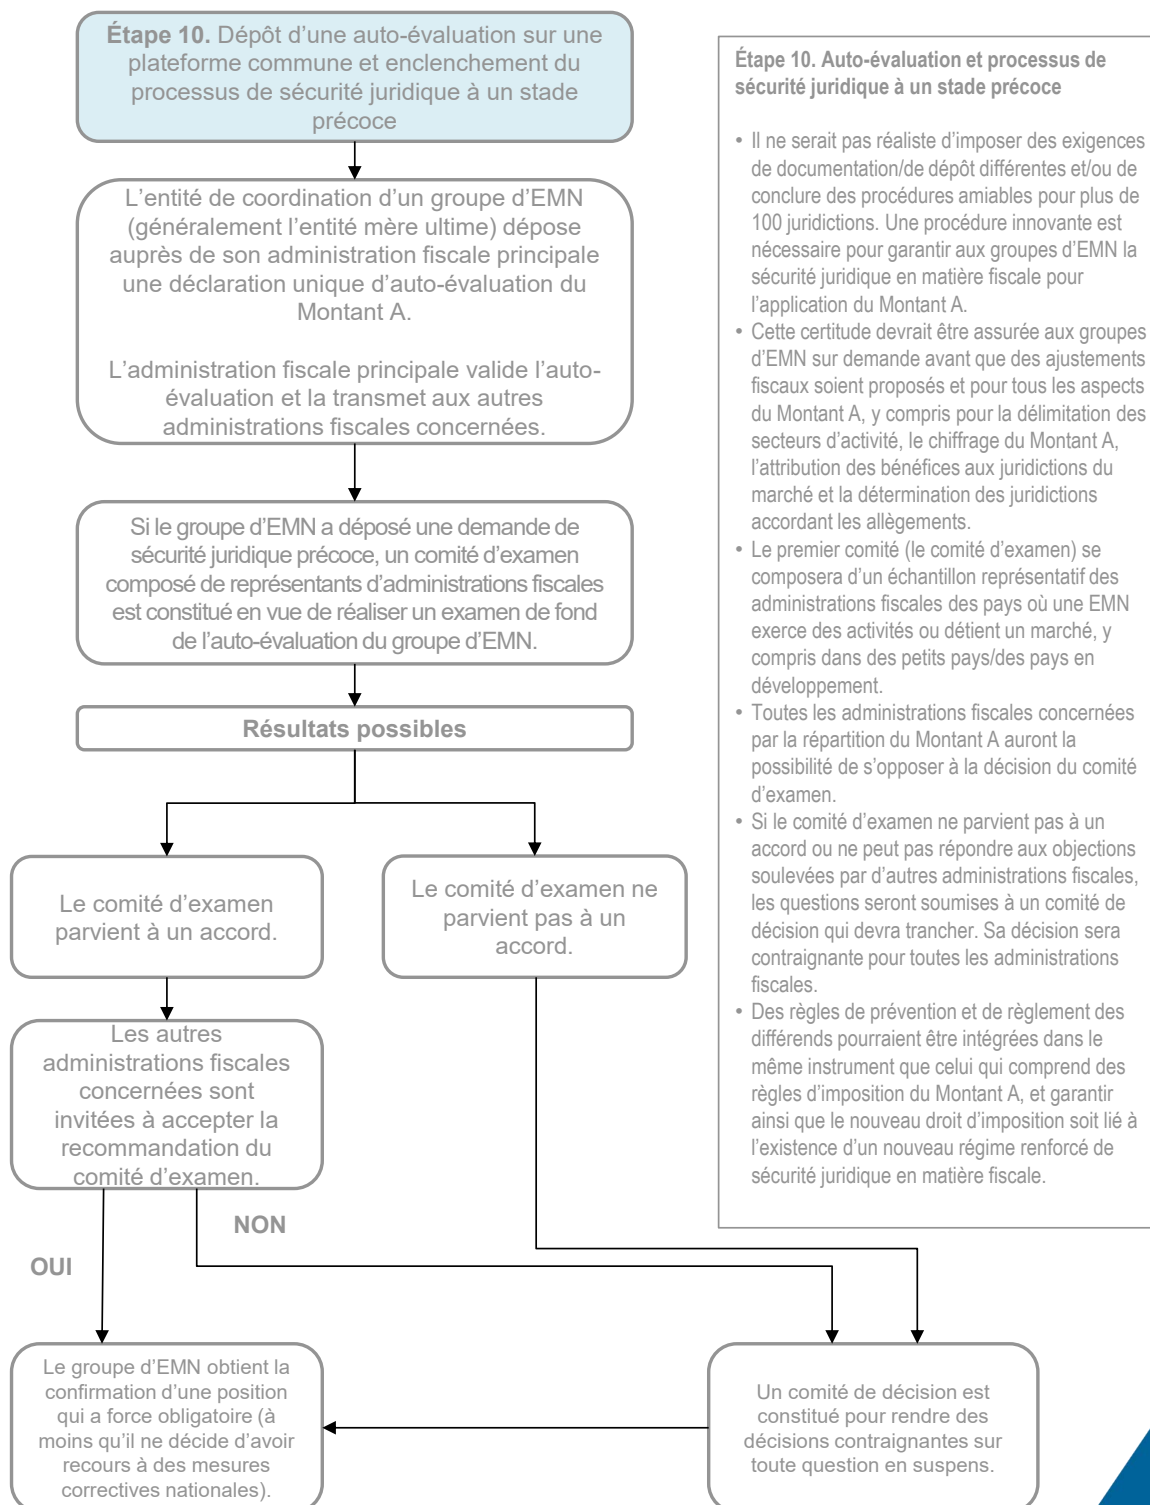 Étape 10. Dépôt d'une auto-évaluation sur une
plateforme commune et enclenchement du
processus de sécurité juridique à un stade
précoce
L'entité de coordination d'un groupe d'EMN
(généralement l'entité mère ultime) dépose
auprès de son administration fiscale principale
une déclaration unique d'auto-évaluation du
Montant A.
L'administration fiscale principale valide l'auto-
évaluation et la transmet aux autres
administrations fiscales concernées.
Si le groupe d'EMN a déposé une demande de
sécurité juridique précoce, un comité d'examen
composé de représentants d'administrations fiscales
est constitué en vue de réaliser un examen de fond
de l'auto-évaluation du groupe d'EMN.
Résultats possibles
Le comité d'examen
parvient à un accord.
Le comité d'examen ne
parvient pas à un
accord.
Les autres
administrations fiscales
concernées sont
invitées à accepter la
recommandation du
comité d'examen.
NON
OUI
Le groupe d'EMN obtient la
confirmation d'une position
qui a force obligatoire (à
moins qu'il ne décide d'avoir
recours à des mesures
correctives nationales).
Un comité de décision est
constitué pour rendre des
décisions contraignantes sur
toute question en suspens.
Étape 10. Auto-évaluation et processus de
sécurité juridique à un stade précoce
• Il ne serait pas réaliste d'imposer des exigences
de documentation/de dépôt différentes et/ou de
conclure des procédures amiables pour plus de
100 juridictions. Une procédure innovante est
nécessaire pour garantir aux groupes d'EMN la
sécurité juridique en matière fiscale pour
l'application du Montant A.
• Cette certitude devrait être assurée aux groupes
d'EMN sur demande avant que des ajustements
fiscaux soient proposés et pour tous les aspects
du Montant A, y compris pour la délimitation des
secteurs d'activité, le chiffrage du Montant A,
l'attribution des bénéfices aux juridictions du
marché et la détermination des juridictions
accordant les allègements.
• Le premier comité (le comité d'examen) se
composera d'un échantillon représentatif des
administrations fiscales des pays où une EMN
exerce des activités ou détient un marché, y
compris dans des petits pays/des pays en
développement.
• Toutes les administrations fiscales concernées
par la répartition du Montant A auront la
possibilité de s'opposer à la décision du comité
d'examen.
• Si le comité d'examen ne parvient pas à un
accord ou ne peut pas répondre aux objections
soulevées par d'autres administrations fiscales,
les questions seront soumises à un comité de
décision qui devra trancher. Sa décision sera
contraignante pour toutes les administrations
fiscales.
• Des règles de prévention et de règlement des
différends pourraient être intégrées dans le
même instrument que celui qui comprend des
règles d'imposition du Montant A, et garantir
ainsi que le nouveau droit d'imposition soit lié à
l'existence d'un nouveau régime renforcé de
sécurité juridique en matière fiscale.